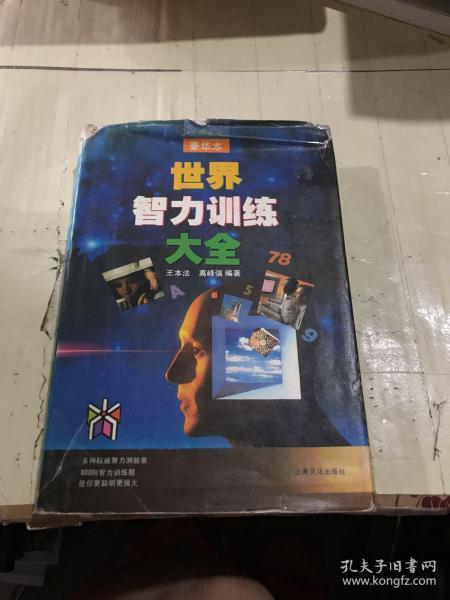 豪华本
世界
智力训练
大全
王本法 高峰强 编著
78
A
6
5
9
多种权威智力测验表
800则智力训练题
使你更聪明更强大
上海文化出版社
孔夫子旧书网
www.kongfz.com